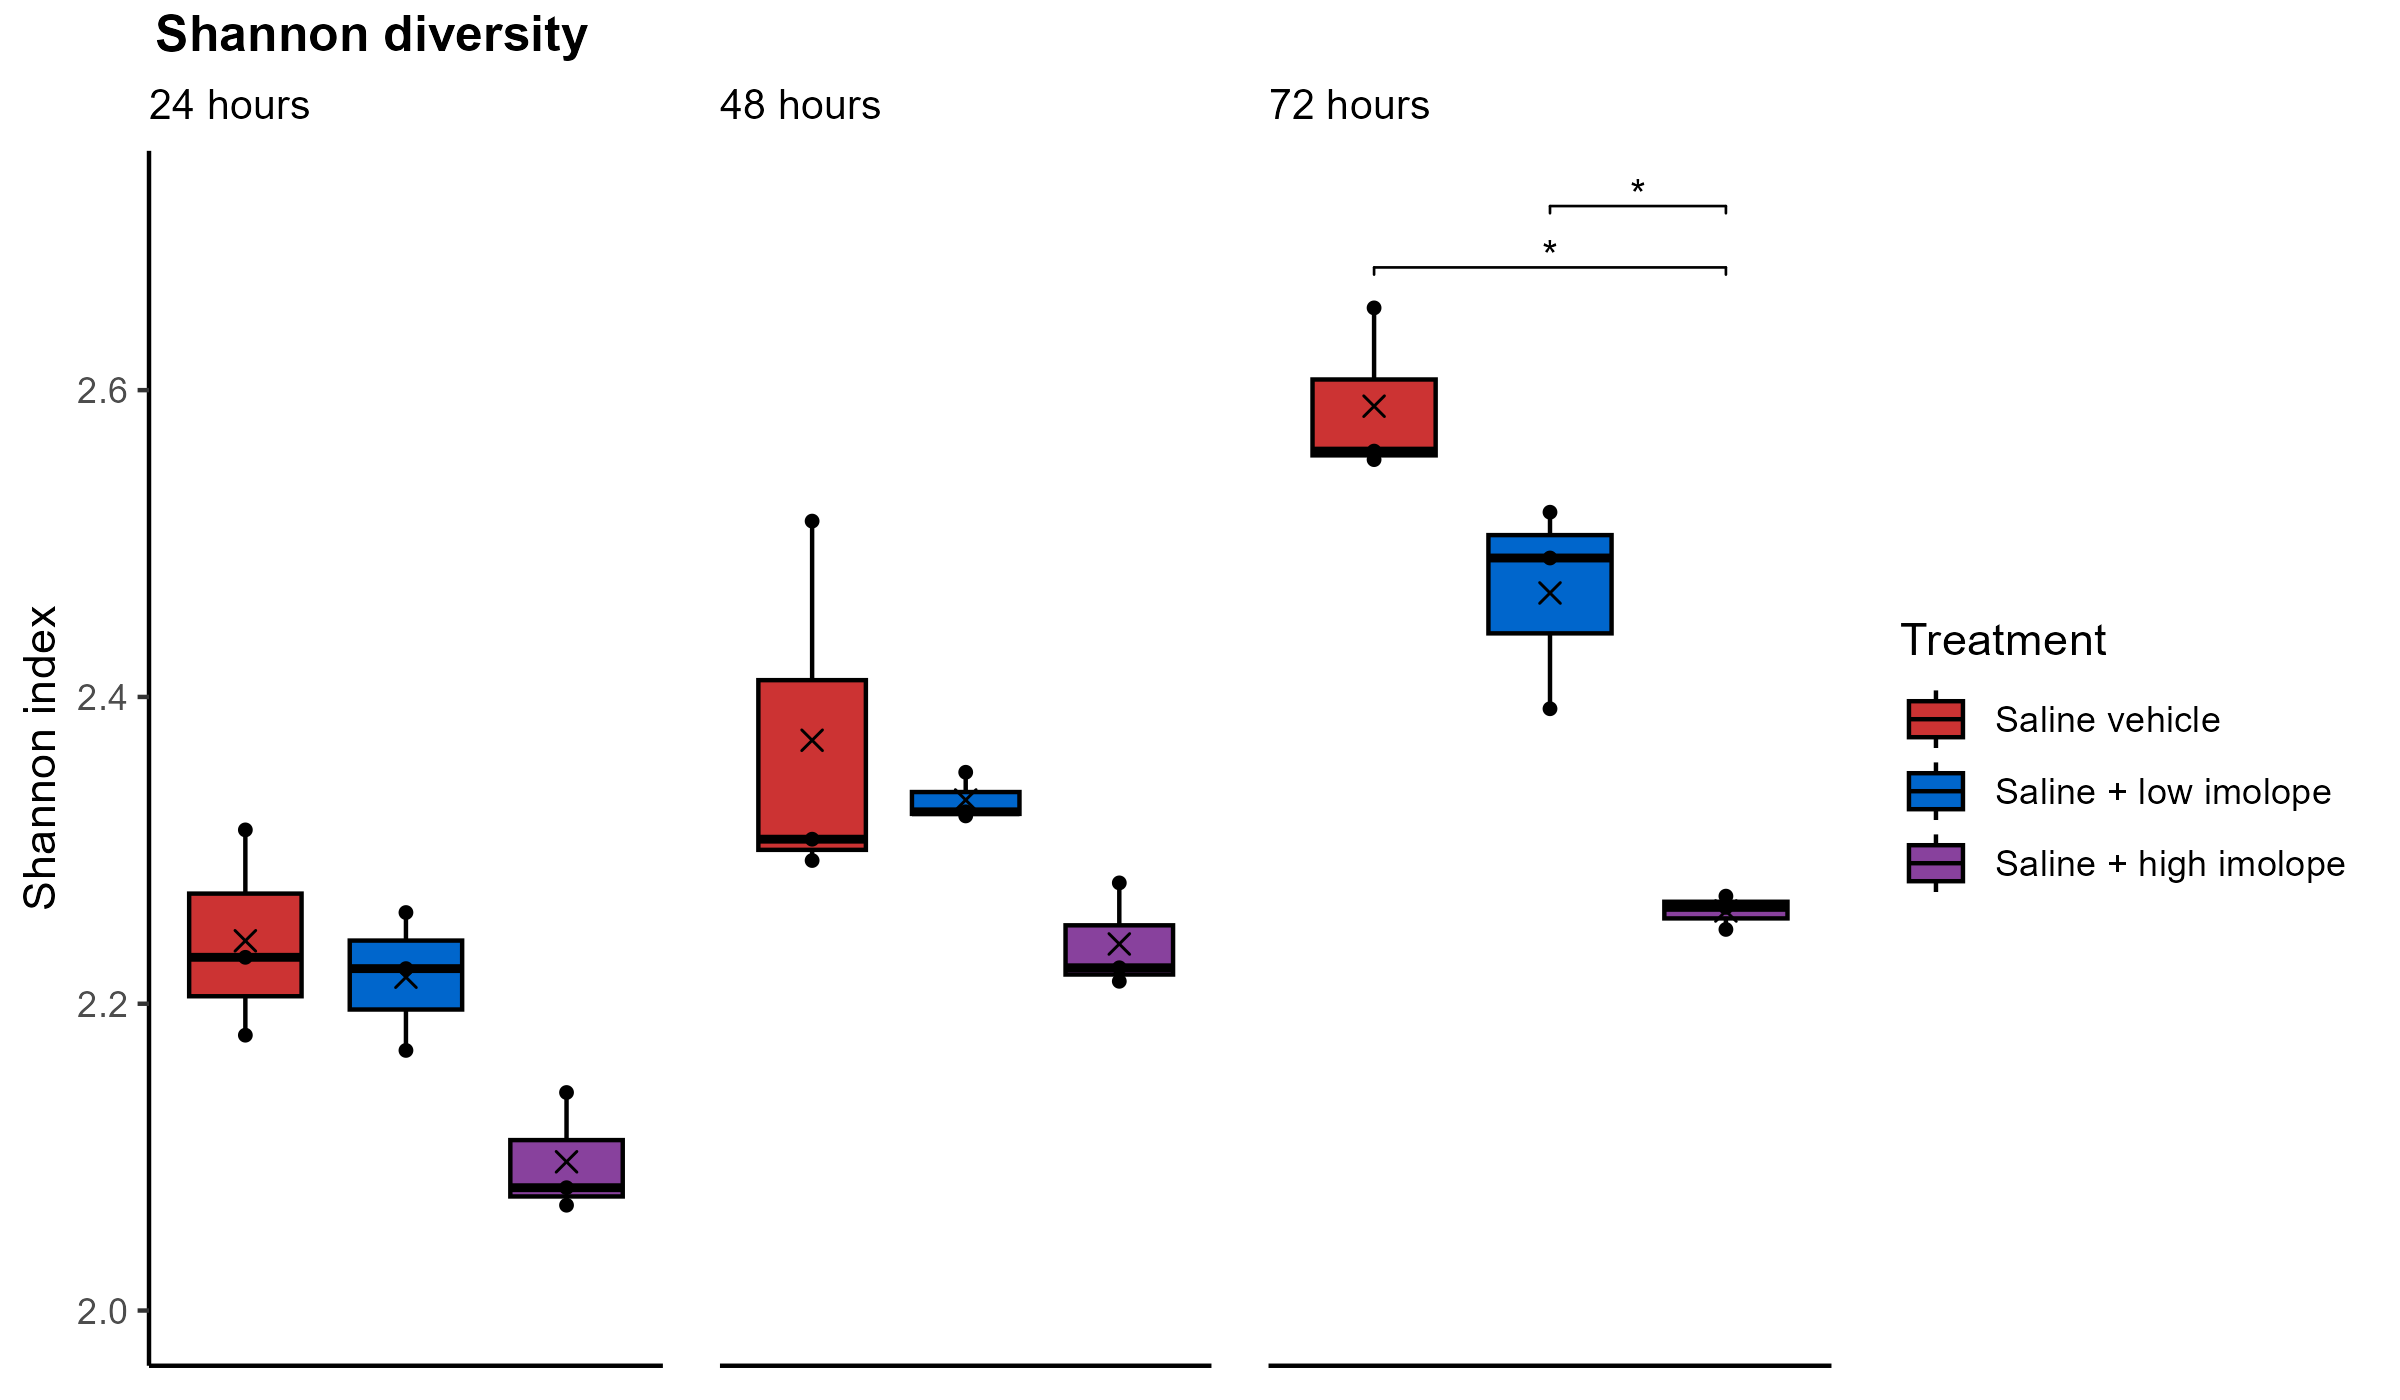 Shannon diversity
24 hours
48 hours
72 hours
*
*
Shannon index
2.6
2.4
2.2
2.0
Treatment
Saline vehicle
Saline + low imolope
Saline + high imolope